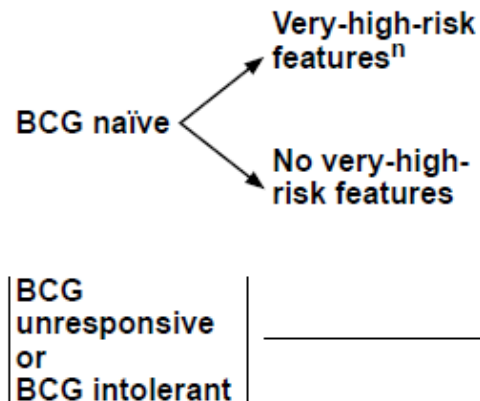 Very-high-risk
featuresⁿ
BCG naïve
No very-high-
risk features
BCG
unresponsive
or
BCG intolerant